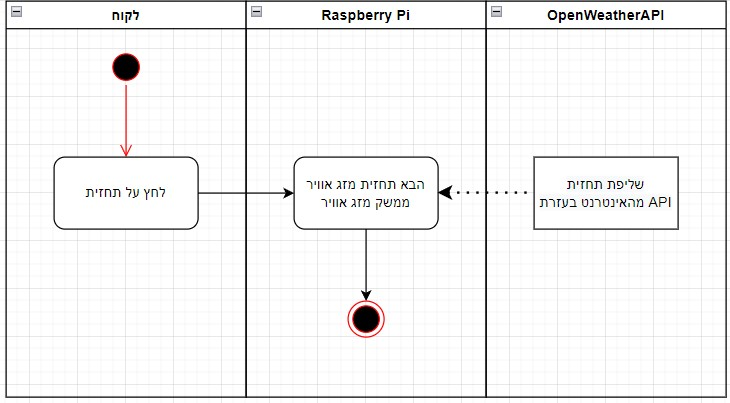 לקוח
Raspberry Pi
OpenWeatherAPI
לחץ על תחזית
הבא תחזית מזג אוויר
ממשק מזג אוויר
שליפת תחזית
מהאינטרנט בעזרת API